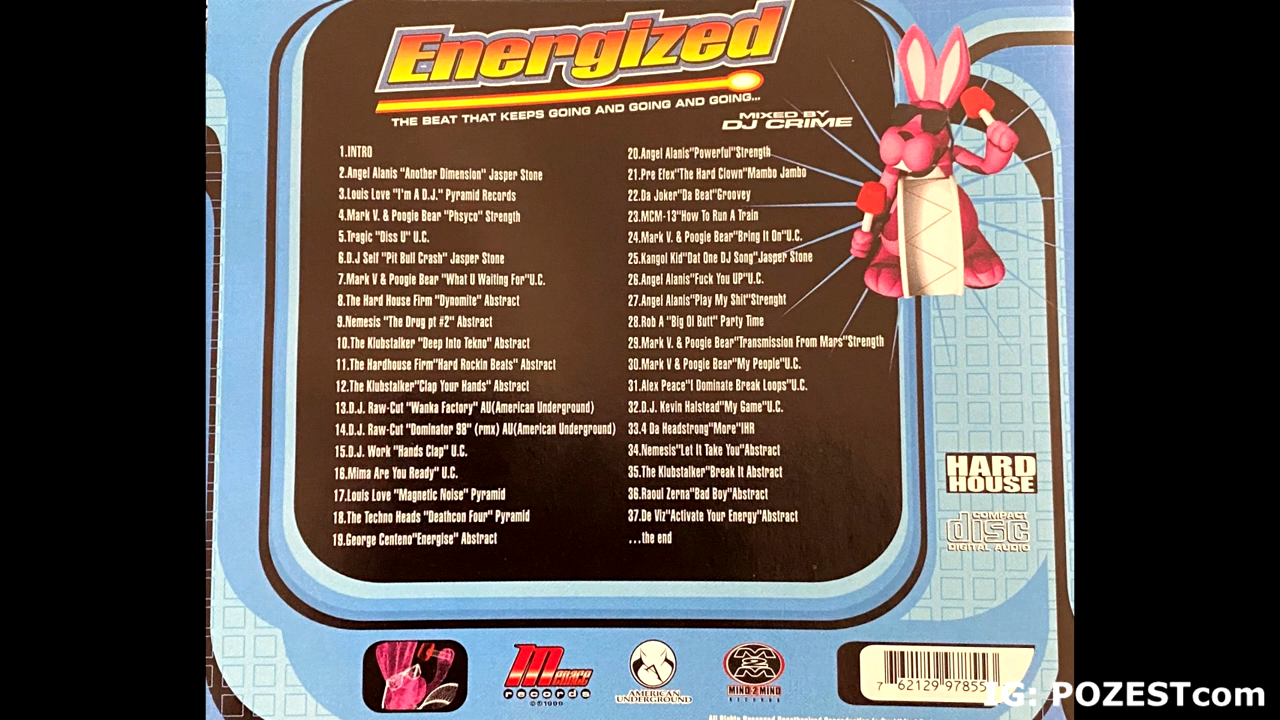 Energized
THE BEAT THAT KEEPS GOING AND GOING AND GOING...
MIXED BY
DJ CRIME
1.INTRO
2.Angel Alanis "Another Dimension" Jasper Stone
3.Louis Love "I'm A D.J." Pyramid Records
4.Mark V. & Poogie Bear "Phsyco" Strength
5.Tragic "Diss U" U.C.
6.D.J Self "Pit Bull Crash" Jasper Stone
7.Mark V & Poogie Bear "What U Waiting For"U.C.
8.The Hard House Firm "Dynomite" Abstract
9.Nemesis "The Drug pt #2" Abstract
10.The Klubstalker "Deep Into Tekno" Abstract
11.The Hardhouse Firm"Hard Rockin Beats" Abstract
12.The Klubstalker"Clap Your Hands" Abstract
13.D.J. Raw-Cut "Wanka Factory" AU(American Underground)
14.D.J. Raw-Cut "Dominator 98" (rmx) AU(American Underground)
15.D.J. Work "Hands Clap" U.C.
16.Mima Are You Ready" U.C.
17.Louis Love "Magnetic Noise" Pyramid
18.The Techno Heads "Deathcon Four" Pyramid
19.George Centeno"Energise" Abstract
20.Angel Alanis"Powerful"Strength
21.Pre Efex"The Hard Clown"Mambo Jambo
22.Da Joker"Da Beat"Groovey
23.MCM-13"How To Run A Train
24.Mark V. & Poogie Bear"Bring It On"U.C.
25.Kangol Kid"Dat One DJ Song"Jasper Stone
26.Angel Alanis"Fuck You UP"U.C.
27.Angel Alanis"Play My Shit"Strenght
28.Rob A "Big Ol Butt" Party Time
29.Mark V. & Poogie Bear"Transmission From Mars"Strength
30.Mark V & Poogie Bear"My People"U.C.
31.Alex Peace"I Dominate Break Loops"U.C.
32.D.J. Kevin Halstead"My Game"U.C.
33.4 Da Headstrong"More"IHR
34.Nemesis"Let It Take You"Abstract
35.The Klubstalker"Break It Abstract
36.Raoul Zerna"Bad Boy"Abstract
37.De Viz"Activate Your Energy"Abstract
...the end
HARD
HOUSE
COMPACT
disc
DIGITAL AUDIO
Menace
records
©1999
AMERICAN
UNDERGROUND
M2M
MIND 2 MIND
RECORDS
7 62129 97855
IG: POZESTcom
All Rights Reserved